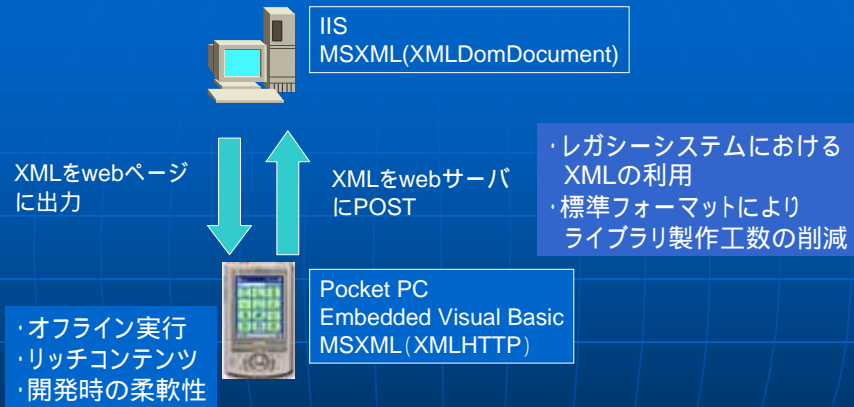 IIS
MSXML(XMLDomDocument)
XMLをwebページ
に出力
XMLをwebサーバ
にPOST
・レガシーシステムにおける
XMLの利用
・標準フォーマットにより
ライブラリ製作工数の削減
Pocket PC
Embedded Visual Basic
MSXML(XMLHTTP)
・オフライン実行
・リッチコンテンツ
・開発時の柔軟性